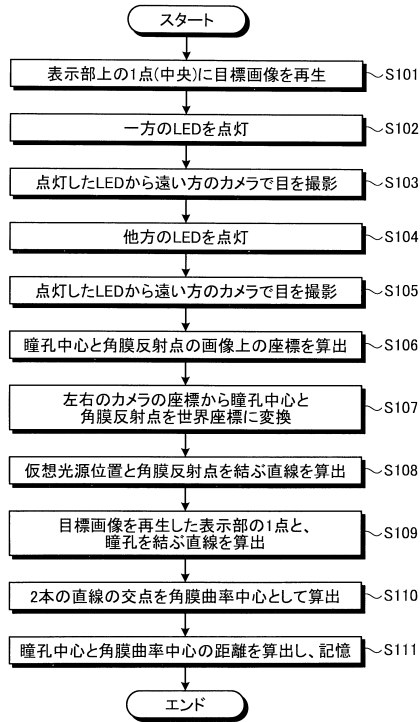 スタート
表示部上の1点(中央)に目標画像を再生
S101
一方のLEDを点灯
S102
点灯したLEDから遠い方のカメラで目を撮影
S103
他方のLEDを点灯
S104
点灯したLEDから遠い方のカメラで目を撮影
S105
瞳孔中心と角膜反射点の画像上の座標を算出
S106
左右のカメラの座標から瞳孔中心と
角膜反射点を世界座標に変換
S107
仮想光源位置と角膜反射点を結ぶ直線を算出
S108
目標画像を再生した表示部の1点と、
瞳孔を結ぶ直線を算出
S109
2本の直線の交点を角膜曲率中心として算出
S110
瞳孔中心と角膜曲率中心の距離を算出し、記憶
S111
エンド